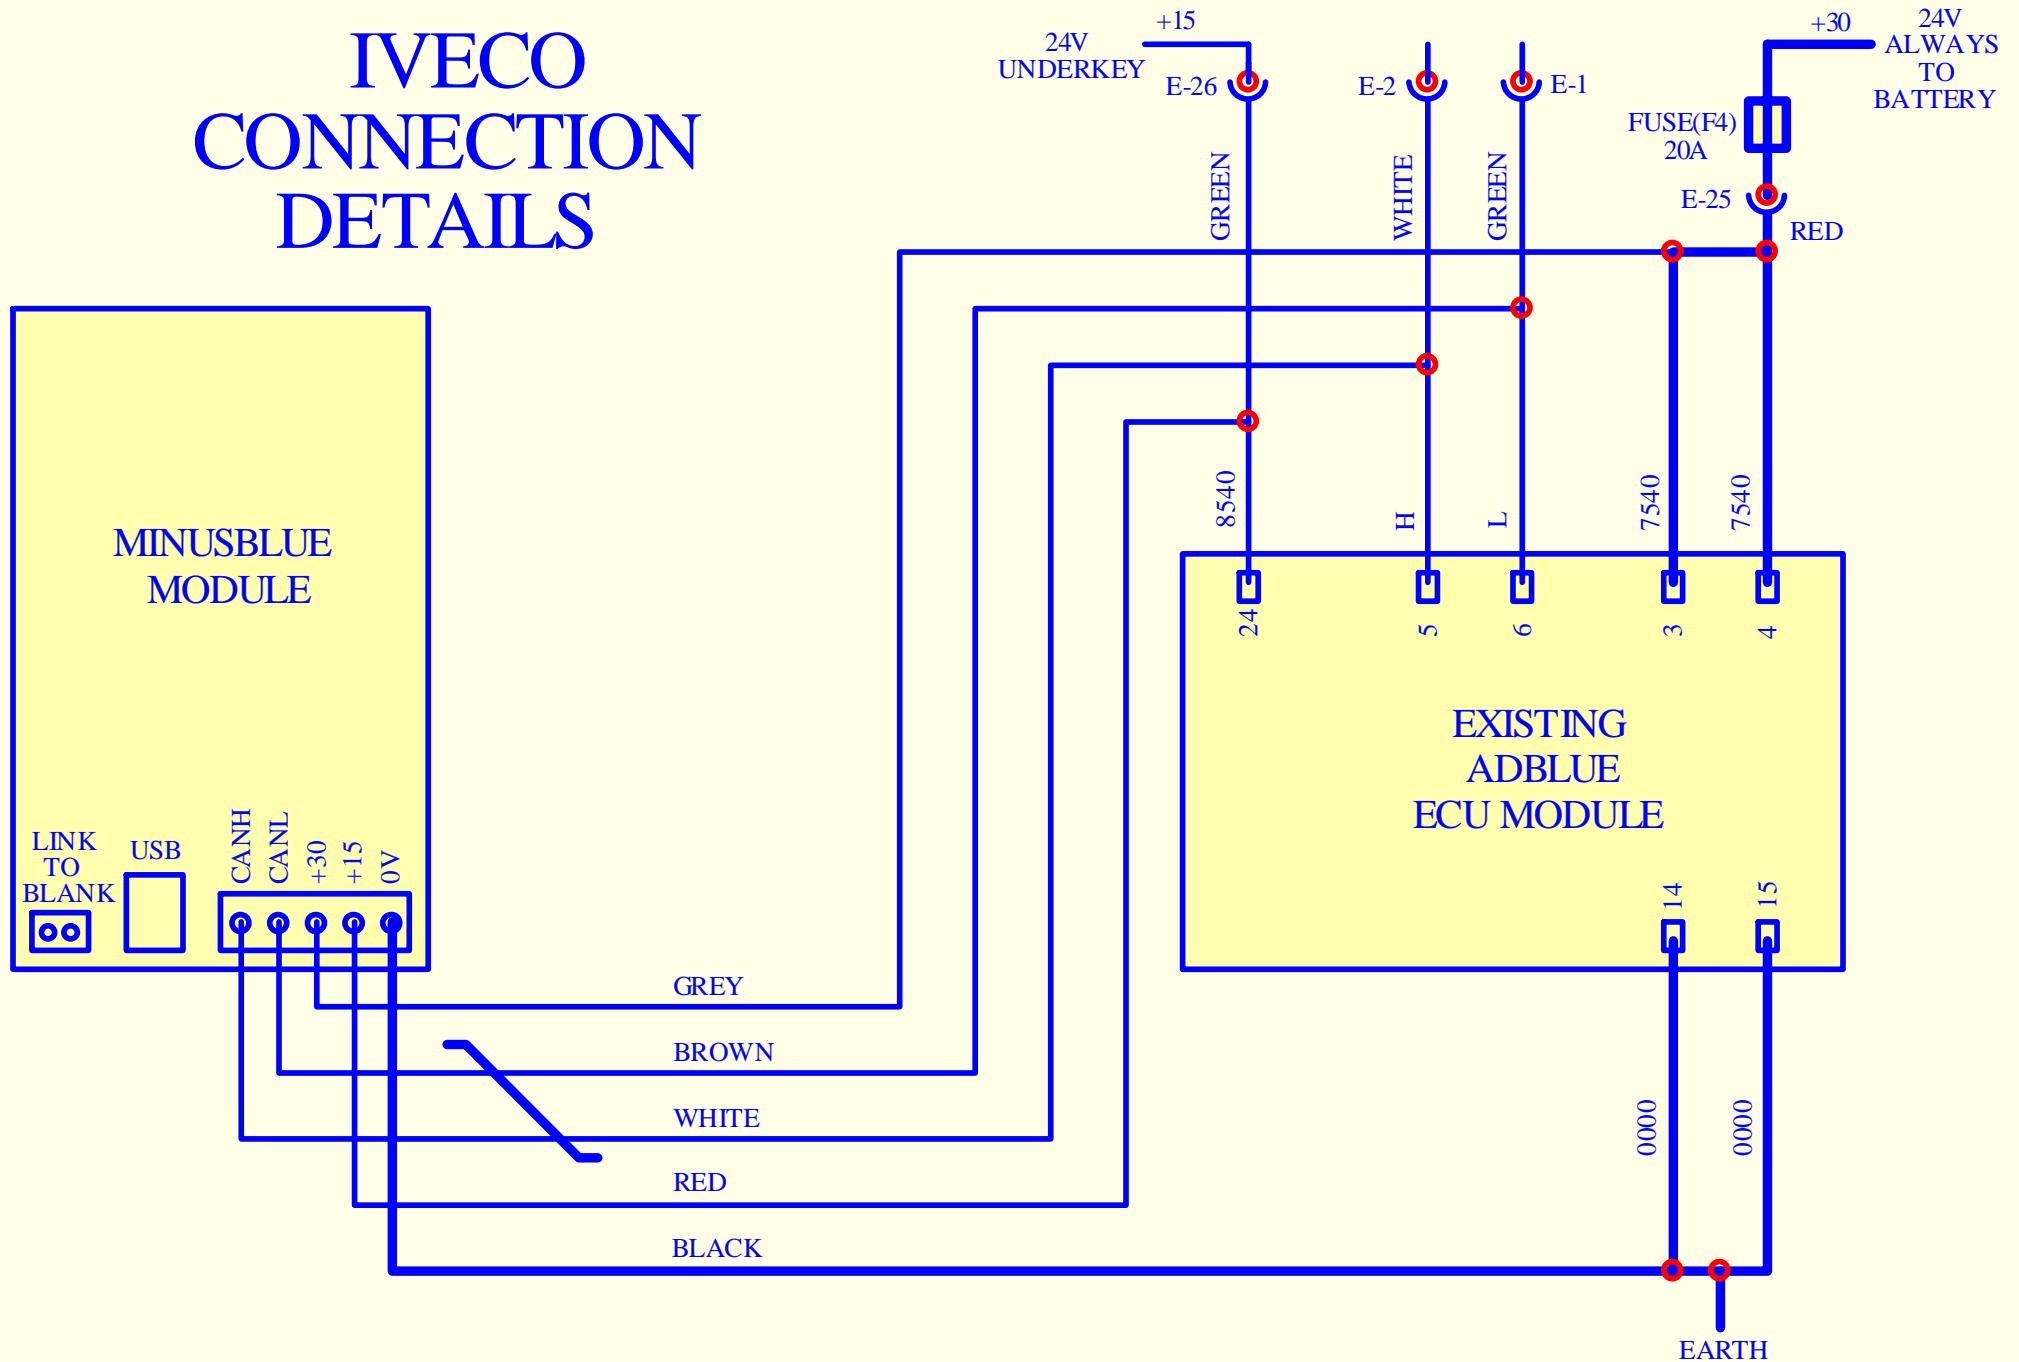 IVECO
CONNECTION
DETAILS
+15
24V
UNDERKEY
E-26
E-2
E-1
+30
24V
ALWAYS
TO
BATTERY
FUSE(F4)
20A
E-25
RED
GREEN
WHITE
GREEN
8540
H
L
7540
7540
24
5
6
3
4
MINUSBLUE
MODULE
EXISTING
ADBLUE
ECU MODULE
LINK
TO
BLANK
USB
CANH
CANL
+30
+15
0V
14
15
GREY
BROWN
WHITE
RED
BLACK
0000
0000
EARTH